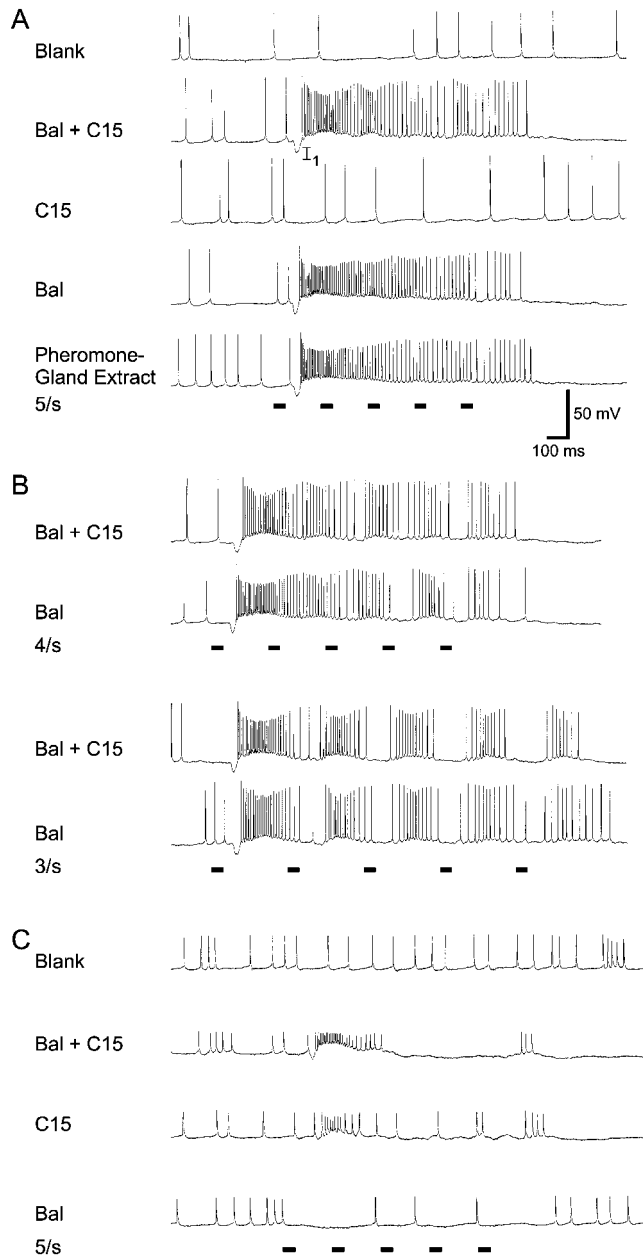 A
Blank
Bal + C15
I1
C15
Bal
Pheromone-
Gland Extract
5/s
50 mV
100 ms
B
Bal + C15
Bal
4/s
Bal + C15
Bal
3/s
C
Blank
Bal + C15
C15
Bal
5/s